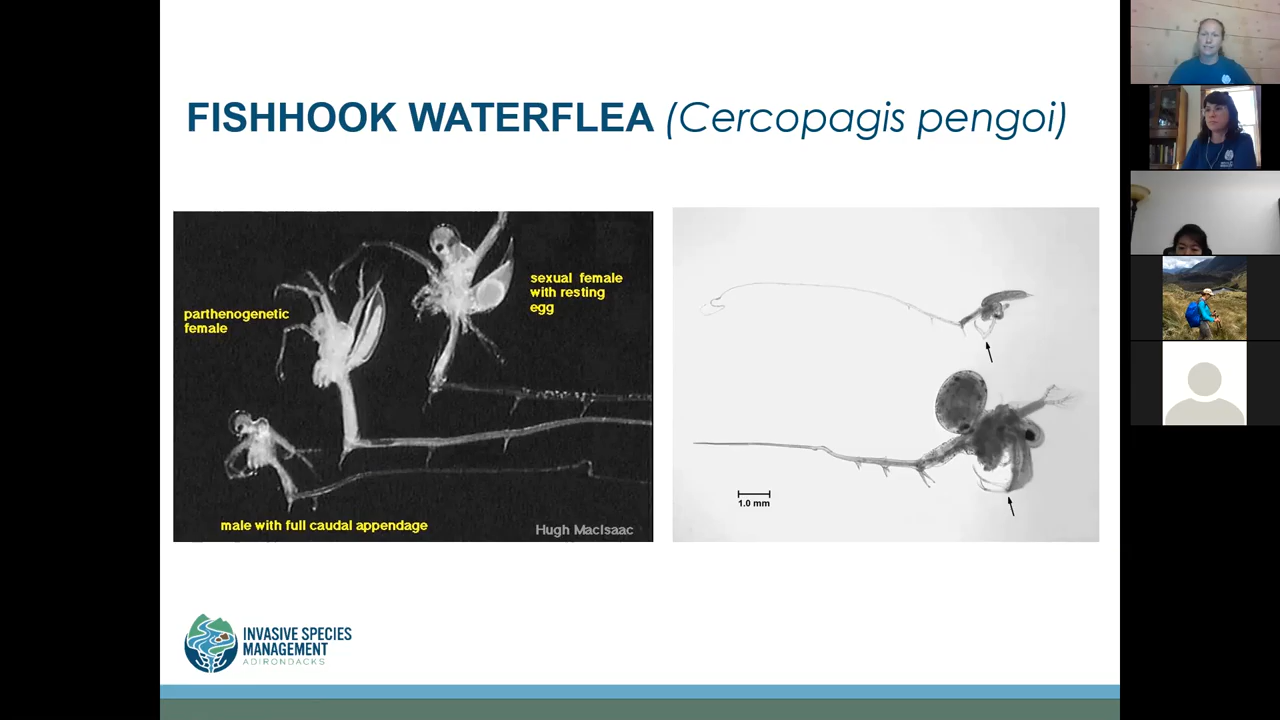 FISHHOOK WATERFLEA (Cercopagis pengoi)
sexual female
with resting
egg
parthenogenetic
female
male with full caudal appendage
Hugh MacIsaac
1.0 mm
INVASIVE SPECIES
MANAGEMENT
ADIRONDACKS